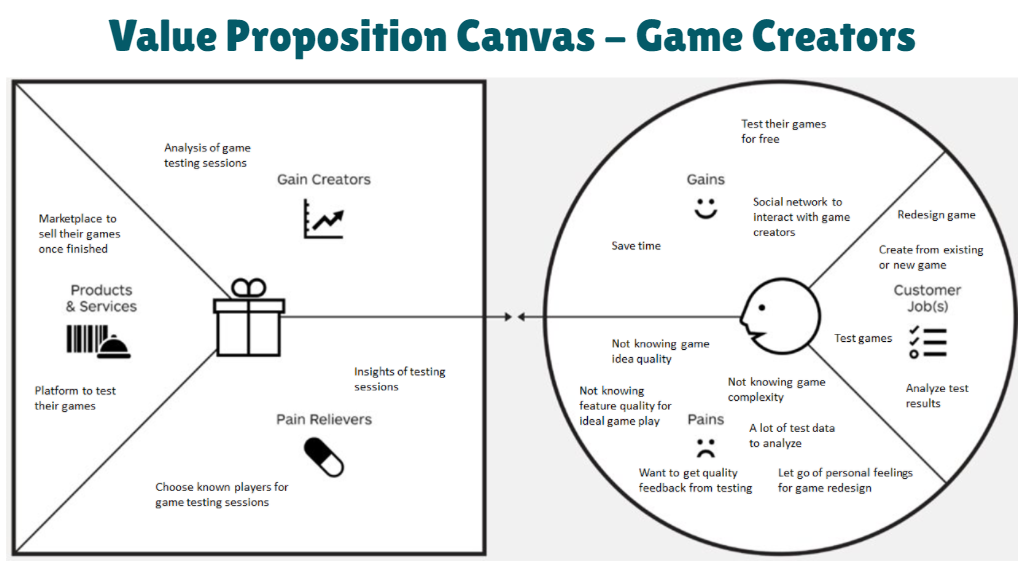 Value Proposition Canvas – Game Creators
Analysis of game
testing sessions
Gain Creators
Marketplace to
sell their games
once finished
Products
& Services
Platform to test
their games
Insights of testing
sessions
Pain Relievers
Choose known players for
game testing sessions
Test their games
for free
Gains
Social network to
interact with game
creators
Save time
Redesign game
Create from existing
or new game
Customer
Job(s)
Test games
Analyze test
results
Not knowing game
idea quality
Not knowing
feature quality for
ideal game play
Not knowing game
complexity
Pains
A lot of test data
to analyze
Want to get quality
feedback from testing
Let go of personal feelings
for game redesign